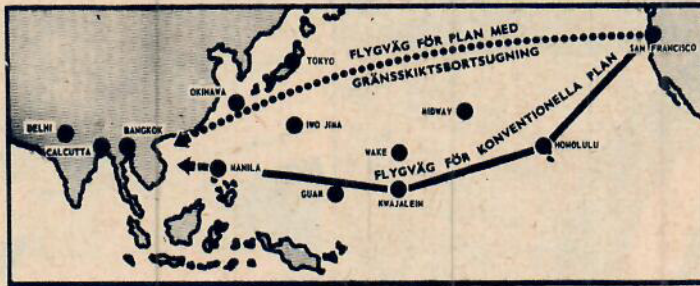 FLYGVÄG FÖR PLAN MED
GRÄNSSKIKTSBORTSUGNING
SAN FRANCISCO
TOKYO
OKINAWA
IWO JIMA
MIDWAY
DELHI
CALCUTTA
BANGKOK
WAKE
FLYGVÄG FÖR KONVENTIONELLA PLAN
HONOLULU
MANILA
GUAN
KWAJALEIN